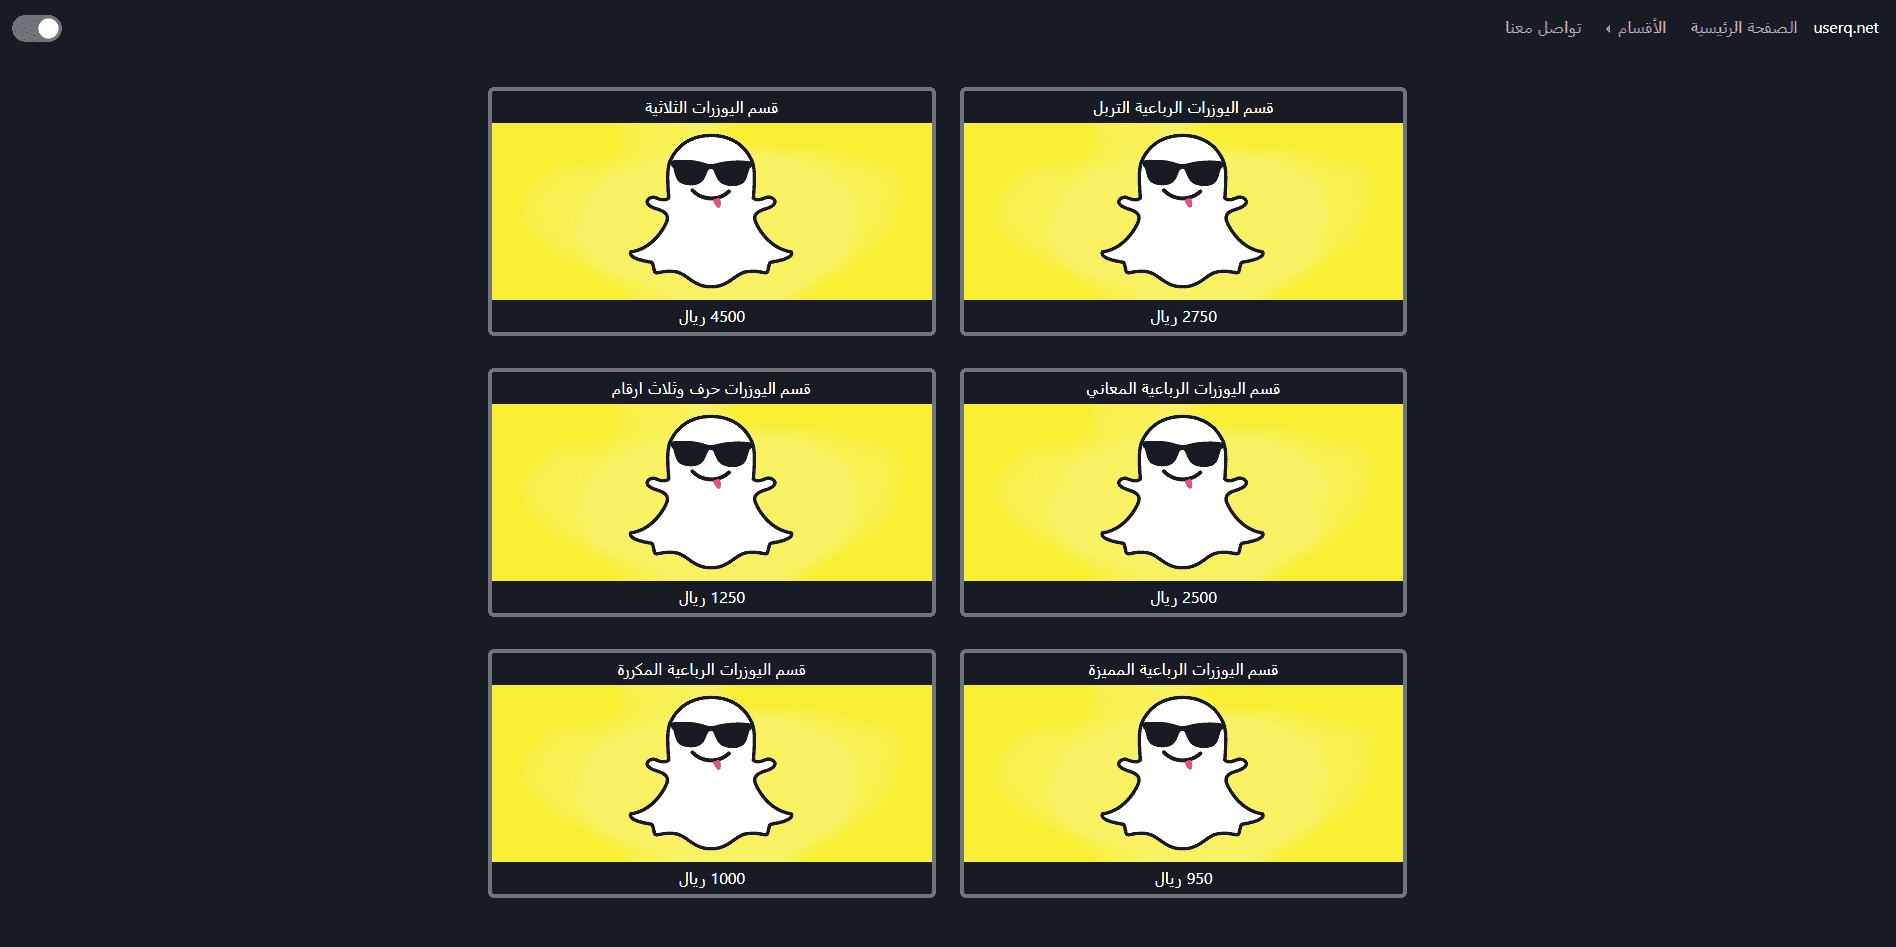 userq.net
الصفحة الرئيسية
الأقسام
تواصل معنا
قسم اليوزرات الرباعية التربل
2750 ريال
قسم اليوزرات الثلاثية
4500 ريال
قسم اليوزرات الرباعية المعاني
2500 ريال
قسم اليوزرات حرف وثلاث ارقام
1250 ريال
قسم اليوزرات الرباعية المميزة
950 ريال
قسم اليوزرات الرباعية المكررة
1000 ريال